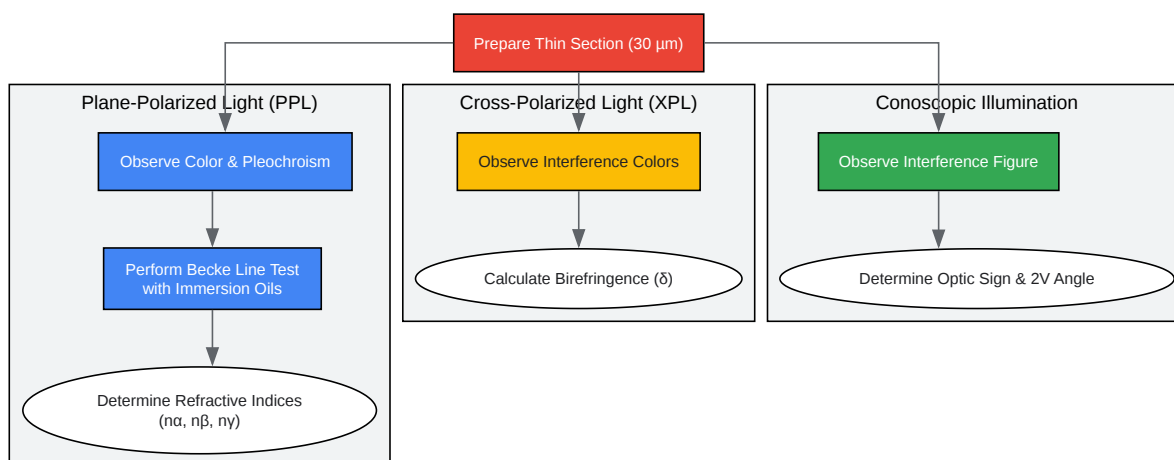 Prepare Thin Section (30 µm)
Plane-Polarized Light (PPL)
Observe Color & Pleochroism
Perform Becke Line Test
with Immersion Oils
Determine Refractive Indices
(nα, nβ, nγ)
Cross-Polarized Light (XPL)
Observe Interference Colors
Calculate Birefringence (δ)
Conoscopic Illumination
Observe Interference Figure
Determine Optic Sign & 2V Angle